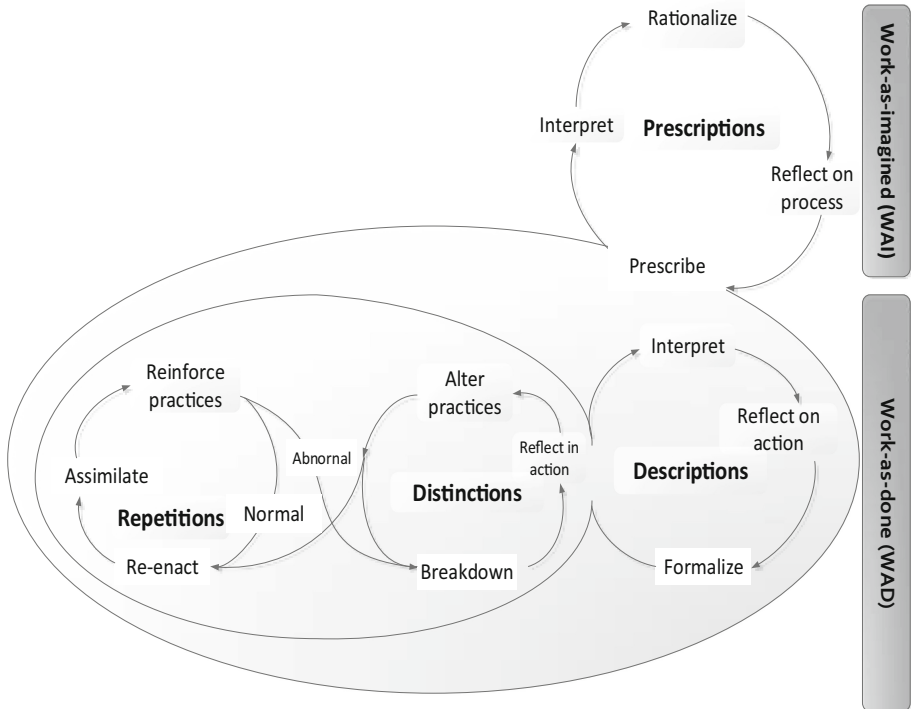 Rationalize
Interpret
Prescriptions
Reflect on
process
Prescribe
Work-as-imagined (WAI)
Interpret
Reinforce
practices
Alter
practices
Reflect on
action
Abnornal
Reflect in
action
Assimilate
Descriptions
Distinctions
Repetitions
Normal
Re-enact
Breakdown
Formalize
Work-as-done (WAD)